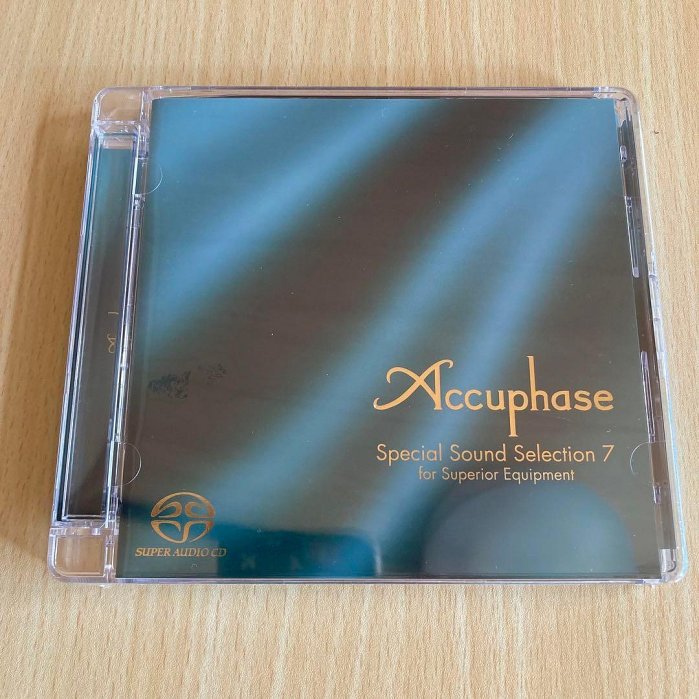 Accuphase
Special Sound Selection 7
for Superior Equipment
SUPER AUDIO CD